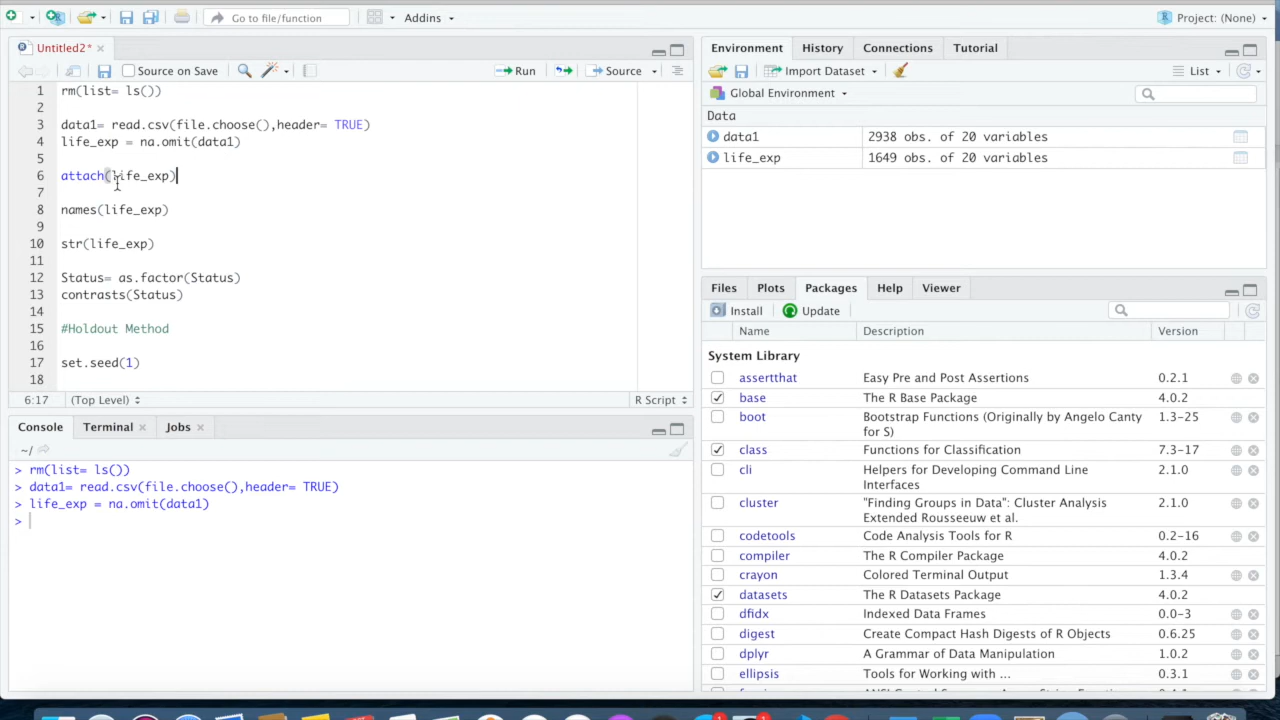 Go to file/function
Addins
Project: (None)
Untitled2*
Source on Save
Run
Source
1 rm(list= ls())
2
3 data1= read.csv(file.choose(),header= TRUE)
4 life_exp = na.omit(data1)
5
6 attach(life_exp)
7
8 names(life_exp)
9
10 str(life_exp)
11
12 Status= as.factor(Status)
13 contrasts(Status)
14
15 #Holdout Method
16
17 set.seed(1)
18
6:17 (Top Level) R Script
Console Terminal Jobs
~/
> rm(list= ls())
> data1= read.csv(file.choose(),header= TRUE)
> life_exp = na.omit(data1)
>
Environment History Connections Tutorial
Import Dataset List
Global Environment
Data
data1 2938 obs. of 20 variables
life_exp 1649 obs. of 20 variables
Files Plots Packages Help Viewer
Install Update
Name Description Version
System Library
assertthat Easy Pre and Post Assertions 0.2.1
base The R Base Package 4.0.2
boot Bootstrap Functions (Originally by Angelo Canty 1.3-25
for S)
class Functions for Classification 7.3-17
cli Helpers for Developing Command Line 2.1.0
Interfaces
cluster "Finding Groups in Data": Cluster Analysis 2.1.0
Extended Rousseeuw et al.
codetools Code Analysis Tools for R 0.2-16
compiler The R Compiler Package 4.0.2
crayon Colored Terminal Output 1.3.4
datasets The R Datasets Package 4.0.2
dfidx Indexed Data Frames 0.0-3
digest Create Compact Hash Digests of R Objects 0.6.25
dplyr A Grammar of Data Manipulation 1.0.2
ellipsis Tools for Working with ... 0.3.1